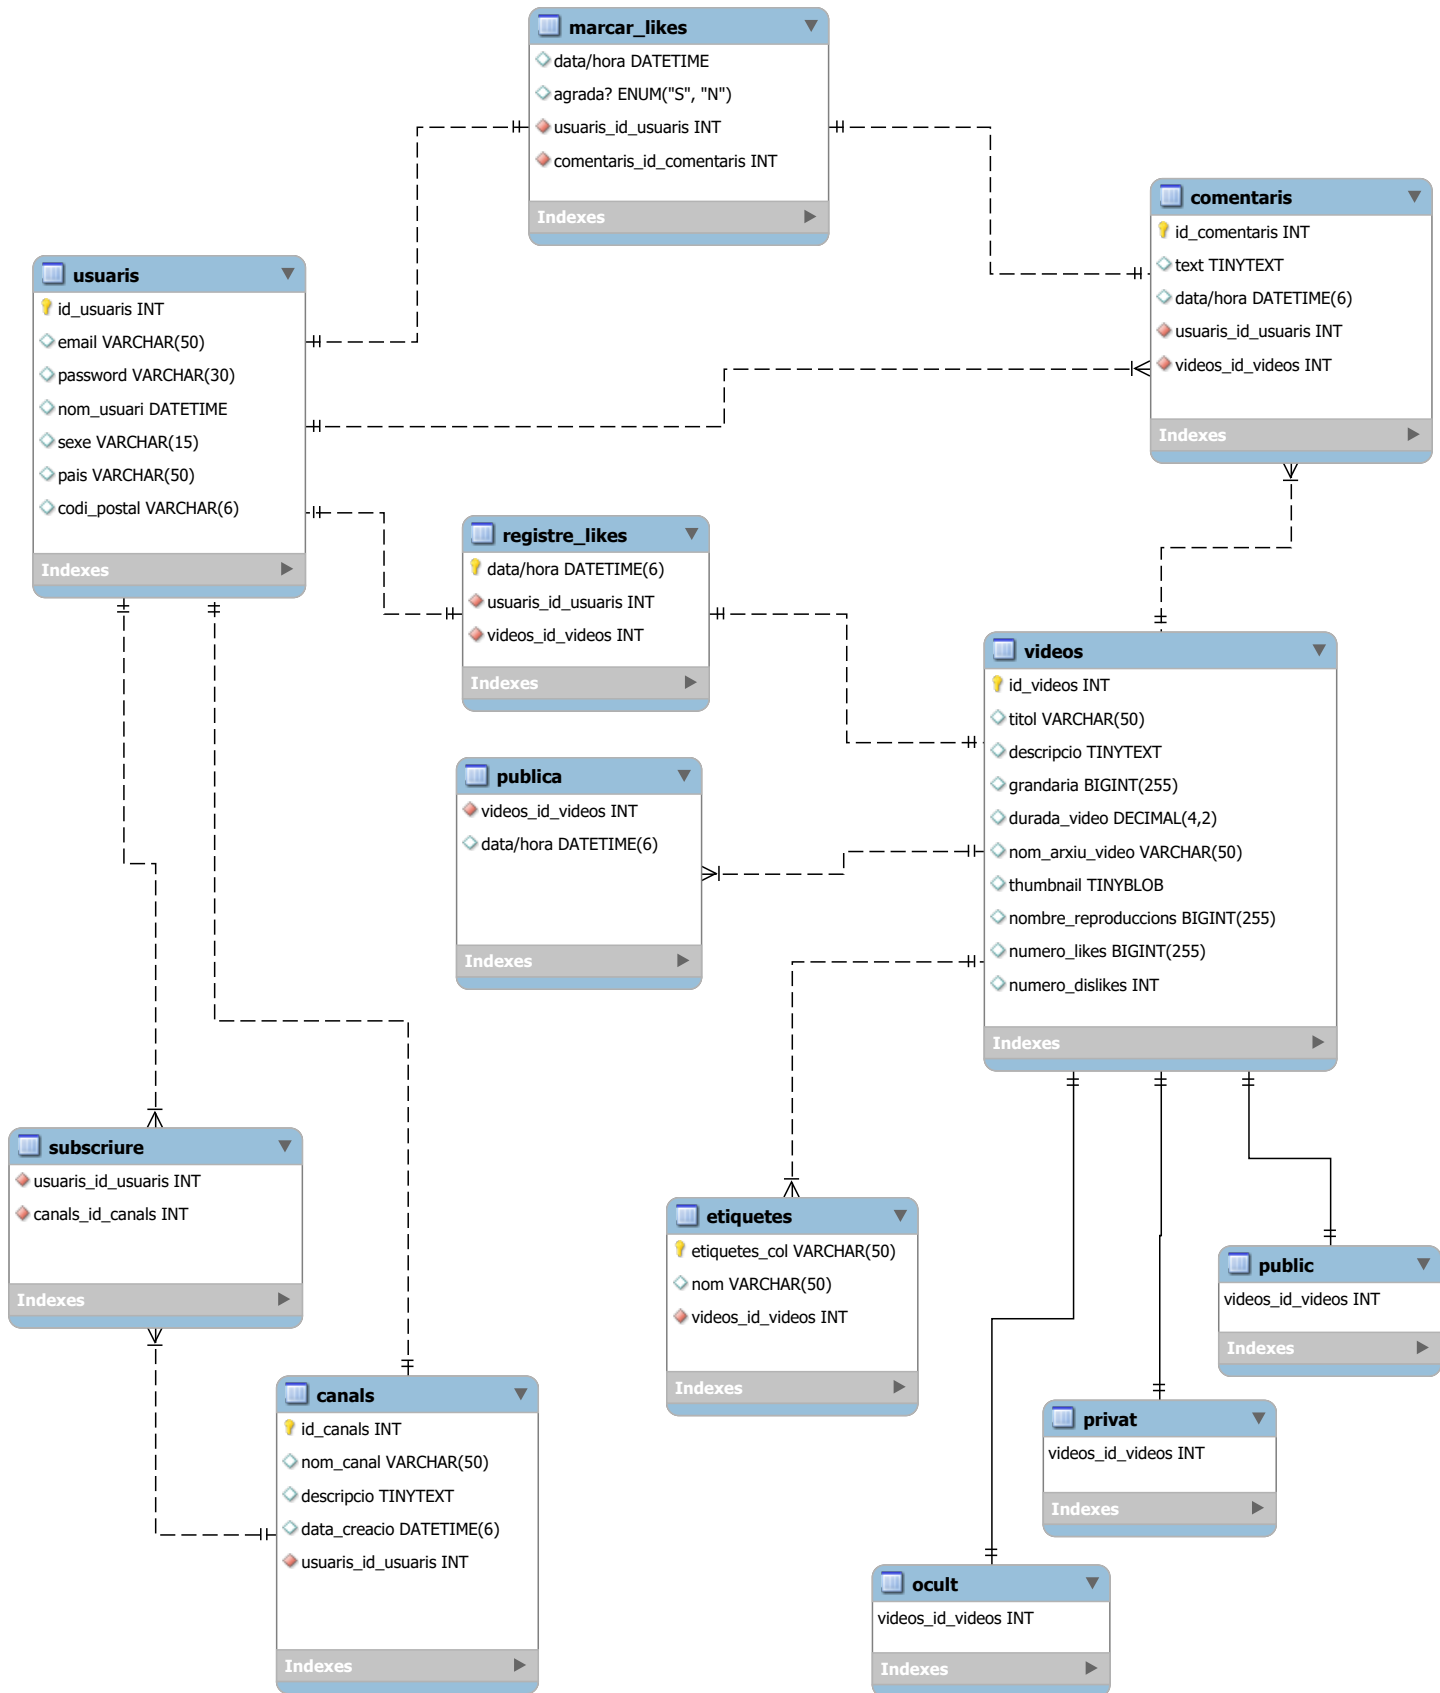 marcar_likes
data/hora DATETIME
agrada? ENUM("S", "N")
usuaris_id_usuaris INT
comentaris_id_comentaris INT
Indexes
comentaris
id_comentaris INT
text TINYTEXT
data/hora DATETIME(6)
usuaris_id_usuaris INT
videos_id_videos INT
Indexes
usuaris
id_usuaris INT
email VARCHAR(50)
password VARCHAR(30)
nom_usuari DATETIME
sexe VARCHAR(15)
pais VARCHAR(50)
codi_postal VARCHAR(6)
Indexes
registre_likes
data/hora DATETIME(6)
usuaris_id_usuaris INT
videos_id_videos INT
Indexes
videos
id_videos INT
titol VARCHAR(50)
descripcio TINYTEXT
grandaria BIGINT(255)
durada_video DECIMAL(4,2)
nom_arxiu_video VARCHAR(50)
thumbnail TINYBLOB
nombre_reproduccions BIGINT(255)
numero_likes BIGINT(255)
numero_dislikes INT
Indexes
publica
videos_id_videos INT
data/hora DATETIME(6)
Indexes
subscriure
usuaris_id_usuaris INT
canals_id_canals INT
Indexes
etiquetes
etiquetes_col VARCHAR(50)
nom VARCHAR(50)
videos_id_videos INT
Indexes
public
videos_id_videos INT
Indexes
canals
id_canals INT
nom_canal VARCHAR(50)
descripcio TINYTEXT
data_creacio DATETIME(6)
usuaris_id_usuaris INT
Indexes
privat
videos_id_videos INT
Indexes
ocult
videos_id_videos INT
Indexes